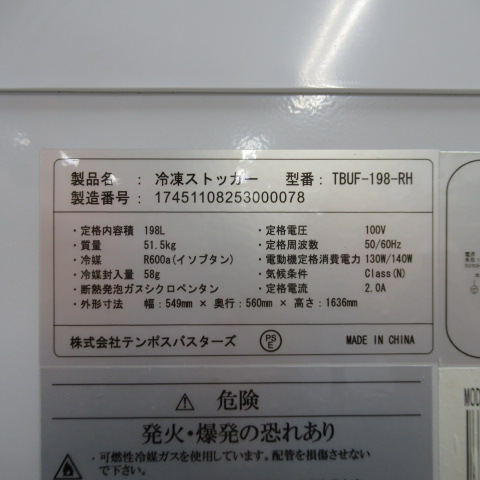 製品名 : 冷凍ストッカー 型番 : TBUF-198-RH
製造番号 : 17451108253000078
・定格内容積 198L ・定格電圧 100V
・質量 51.5kg ・定格周波数 50/60Hz
・冷媒 R600a(イソブタン) ・電動機定格消費電力 130W/140W
・冷媒封入量 58g ・気候条件 Class(N)
・断熱発泡ガスシクロペンタン ・定格電流 2.0A
・外形寸法 幅:549mm × 奥行:560mm × 高さ:1636mm
株式会社テンポスバスターズ PSE MADE IN CHINA
危険
発火・爆発の恐れあり
・可燃性冷媒ガスを使用しています。配管を損傷させない
で下さい。
MOD